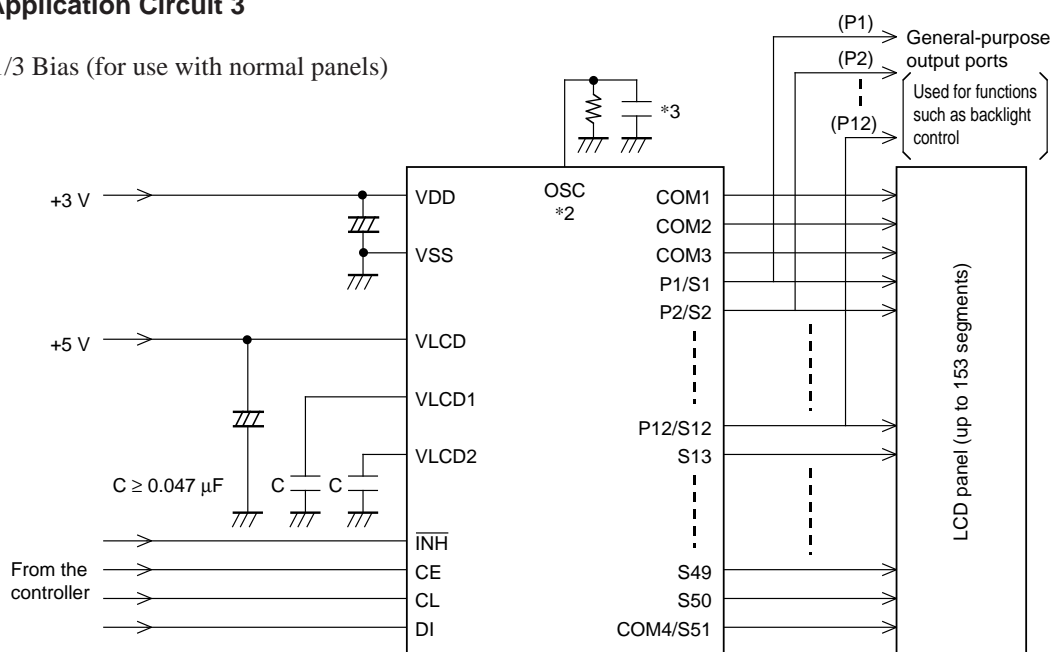 Application Circuit 3
1/3 Bias (for use with normal panels)
(P1)
General-purpose
output ports
(P2)
Used for functions
such as backlight
control
(P12)
*3
OSC
*2
+3 V
VDD
VSS
+5 V
VLCD
VLCD1
VLCD2
C ≥ 0.047 μF
C
C
INH
From the
controller
CE
CL
DI
COM1
COM2
COM3
P1/S1
P2/S2
P12/S12
S13
S49
S50
COM4/S51
LCD panel (up to 153 segments)